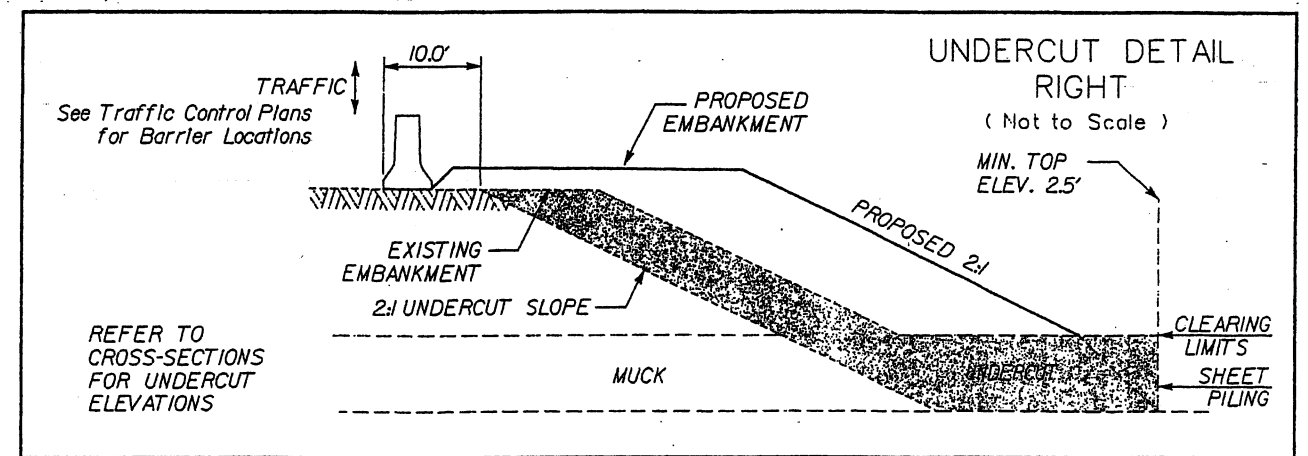 UNDERCUT DETAIL
RIGHT
( Not to Scale )
10.0'
TRAFFIC
See Traffic Control Plans
for Barrier Locations
PROPOSED
EMBANKMENT
MIN. TOP
ELEV. 2.5'
PROPOSED 2:1
EXISTING
EMBANKMENT
2:1 UNDERCUT SLOPE
REFER TO
CROSS-SECTIONS
FOR UNDERCUT
ELEVATIONS
MUCK
UNDERCUT
CLEARING
LIMITS
SHEET
PILING